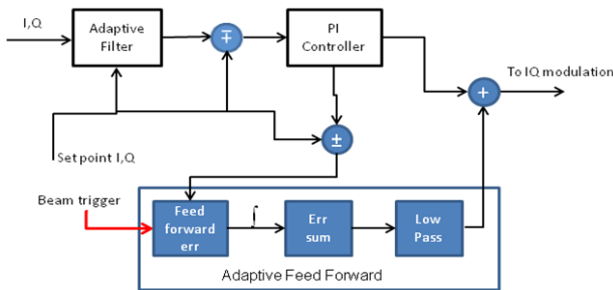 I,Q
Adaptive
Filter
∓
PI
Controller
+
To IQ modulation
±
Set point I,Q
Beam trigger
Feed
forward
err
∫
Err
sum
Low
Pass
Adaptive Feed Forward